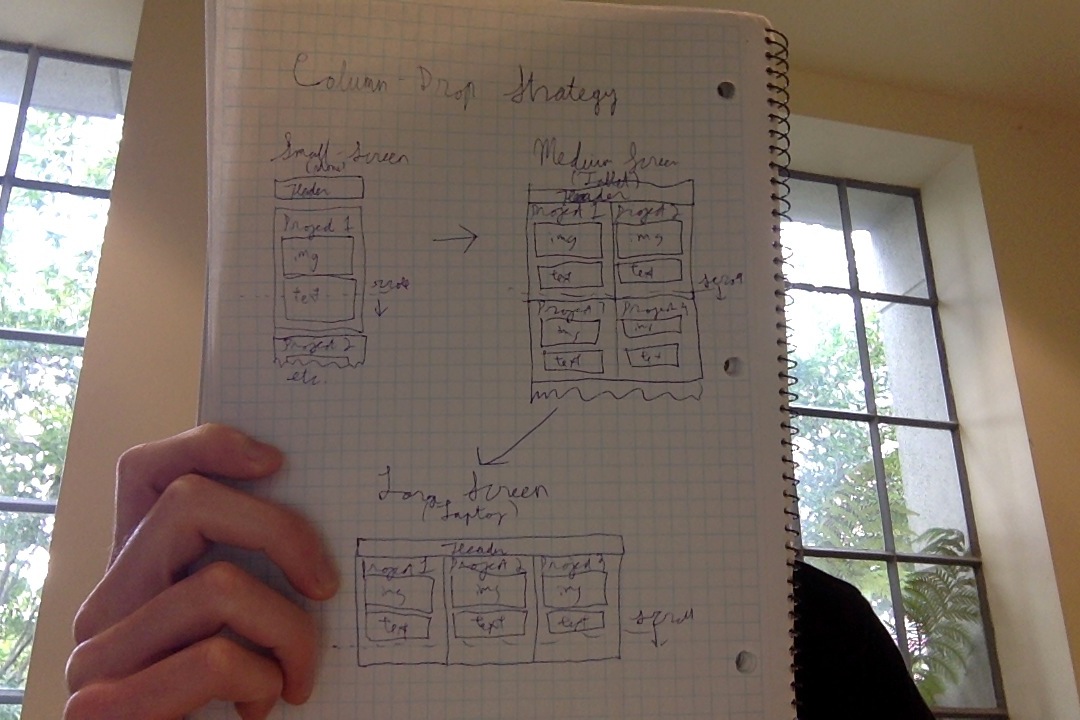 Column-Drop Strategy
Small-Screen
Header
Project 1
img
text
scroll
Project 2
etc.
Medium Screen
(Tablet)
Header
Project 1 Project 2
img img
text text
scroll
Project Project 4
img img
text text
Large Screen
(Laptop)
Header
Project 1 Project 2 Project 3
img img img
text text text
scroll